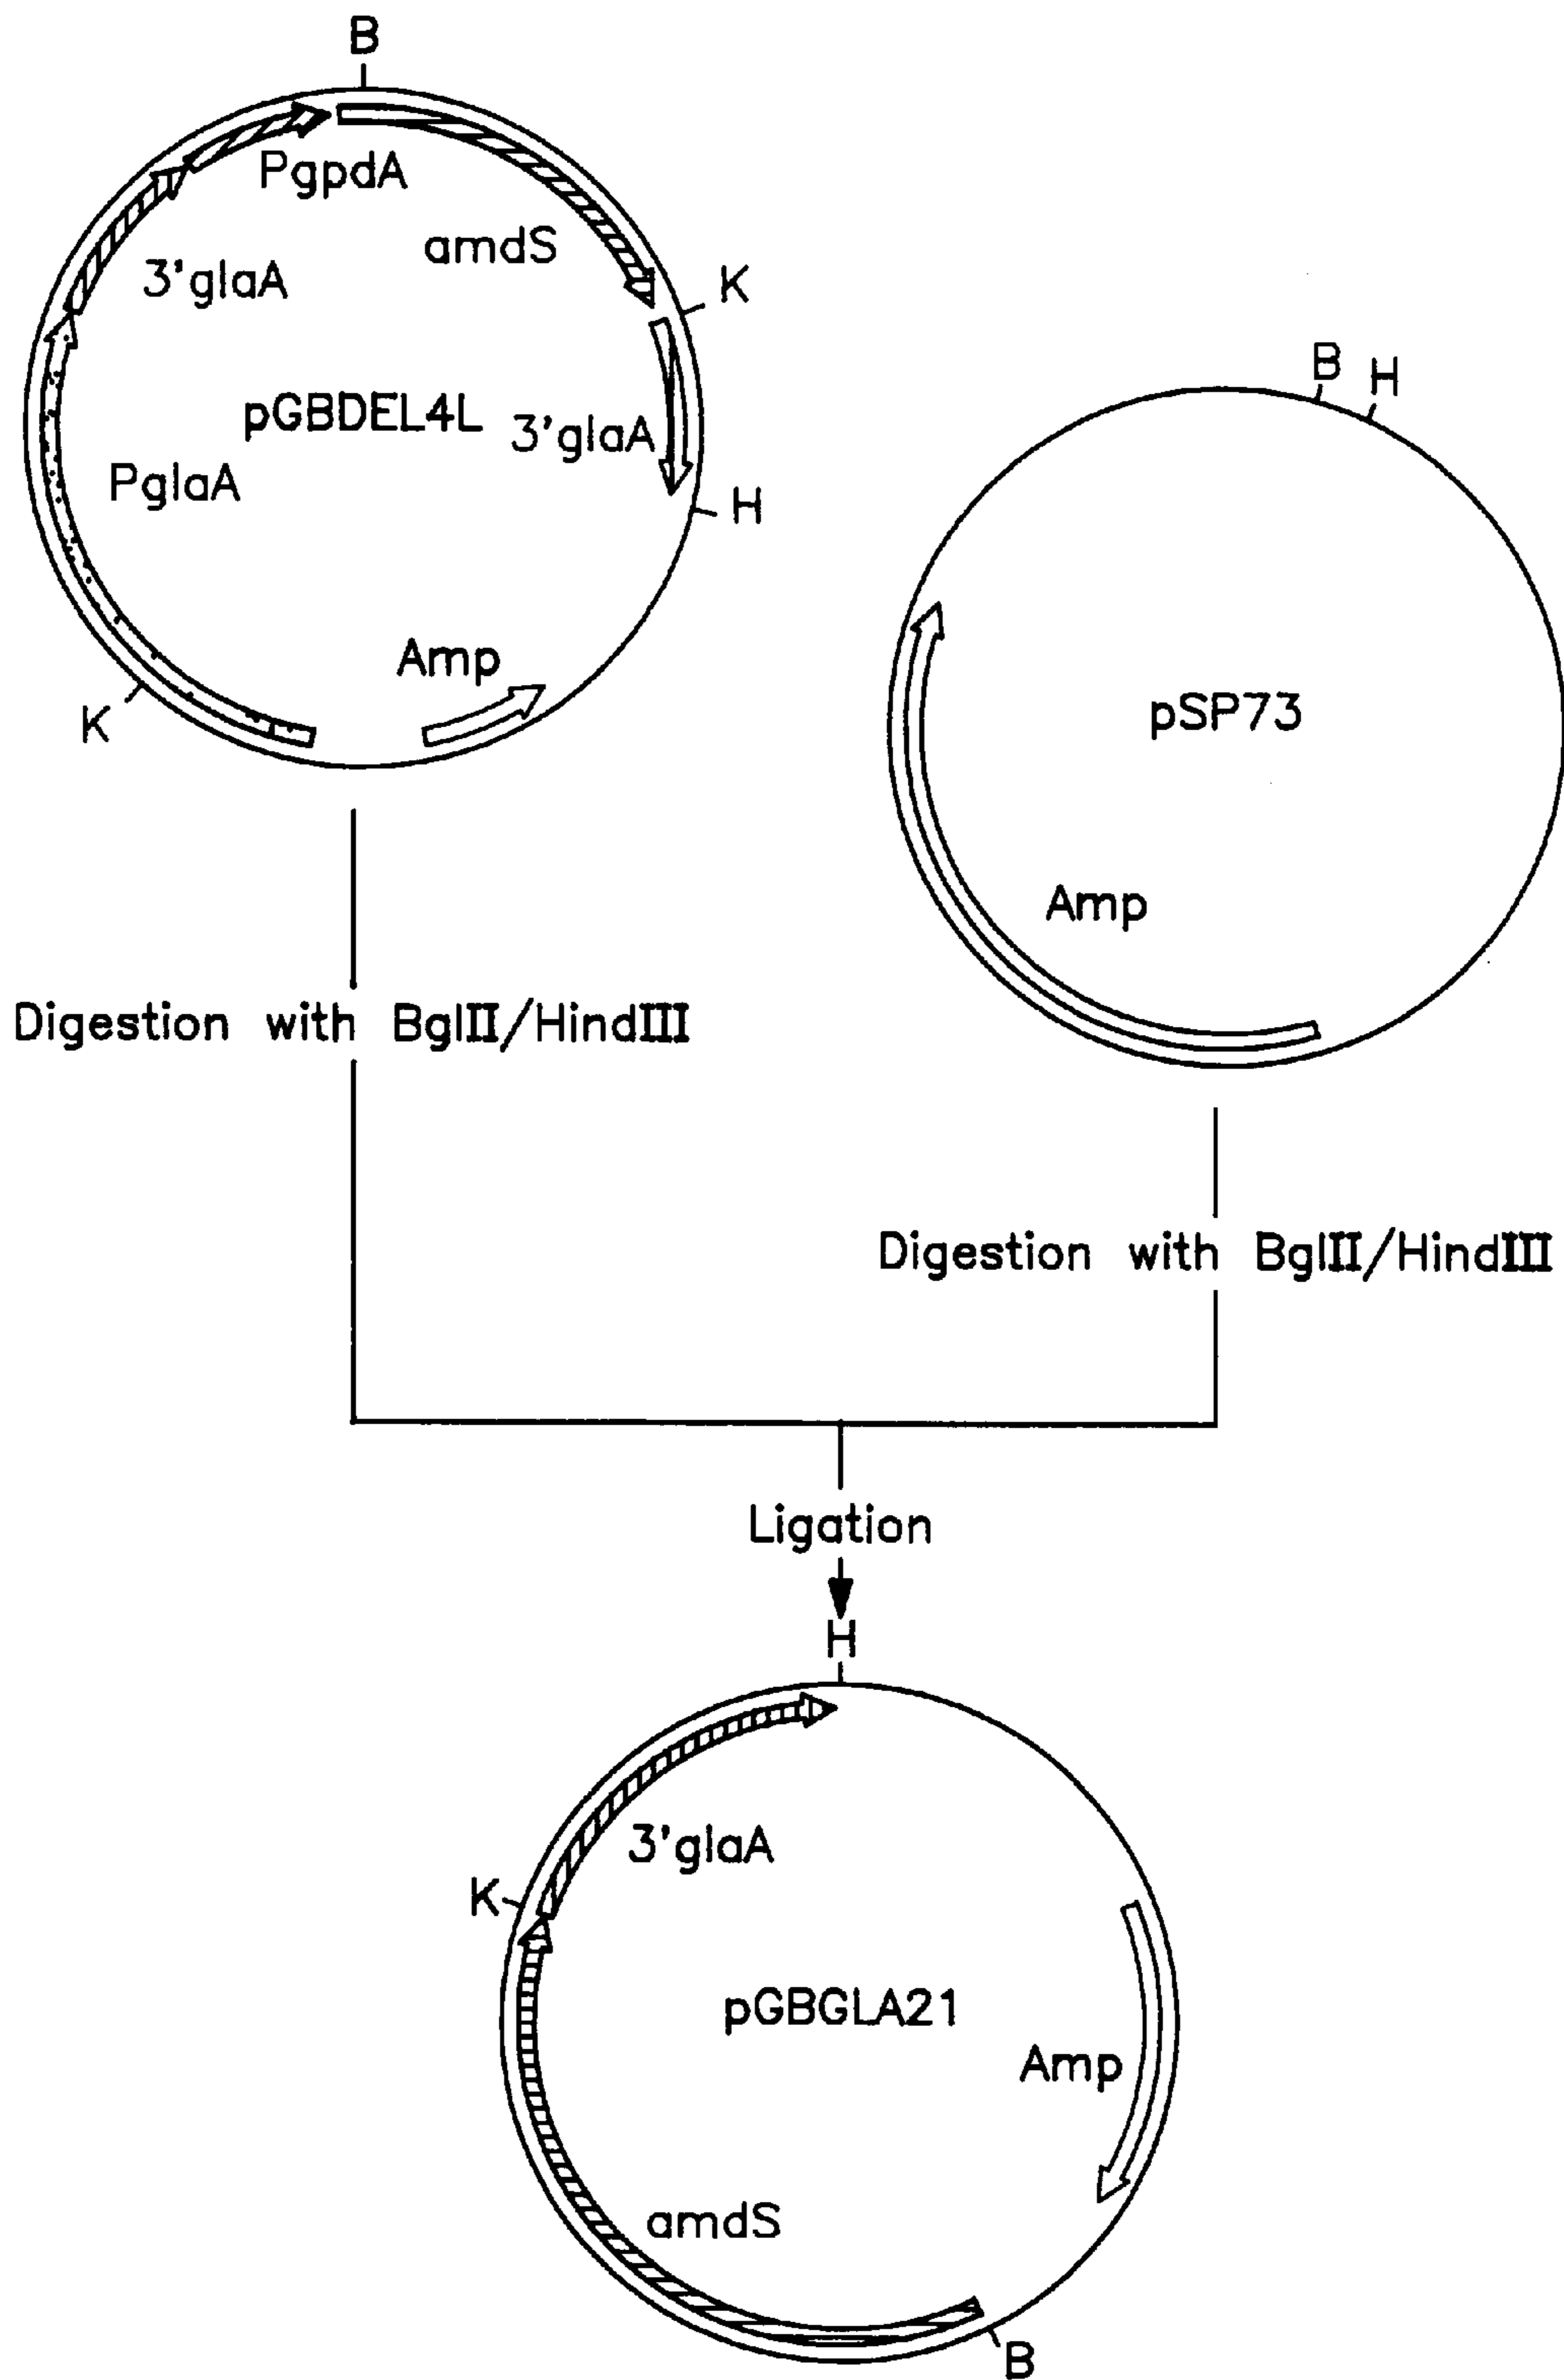 B
PgpdA
amdS
3'glaA
K
pGBDEL4L
3'glaA
PglaA
H
Amp
K
B H
pSP73
Amp
Digestion with BglII/HindIII
Digestion with BglII/HindIII
Ligation
H
3'glaA
K
pGBGLA21
Amp
amdS
B